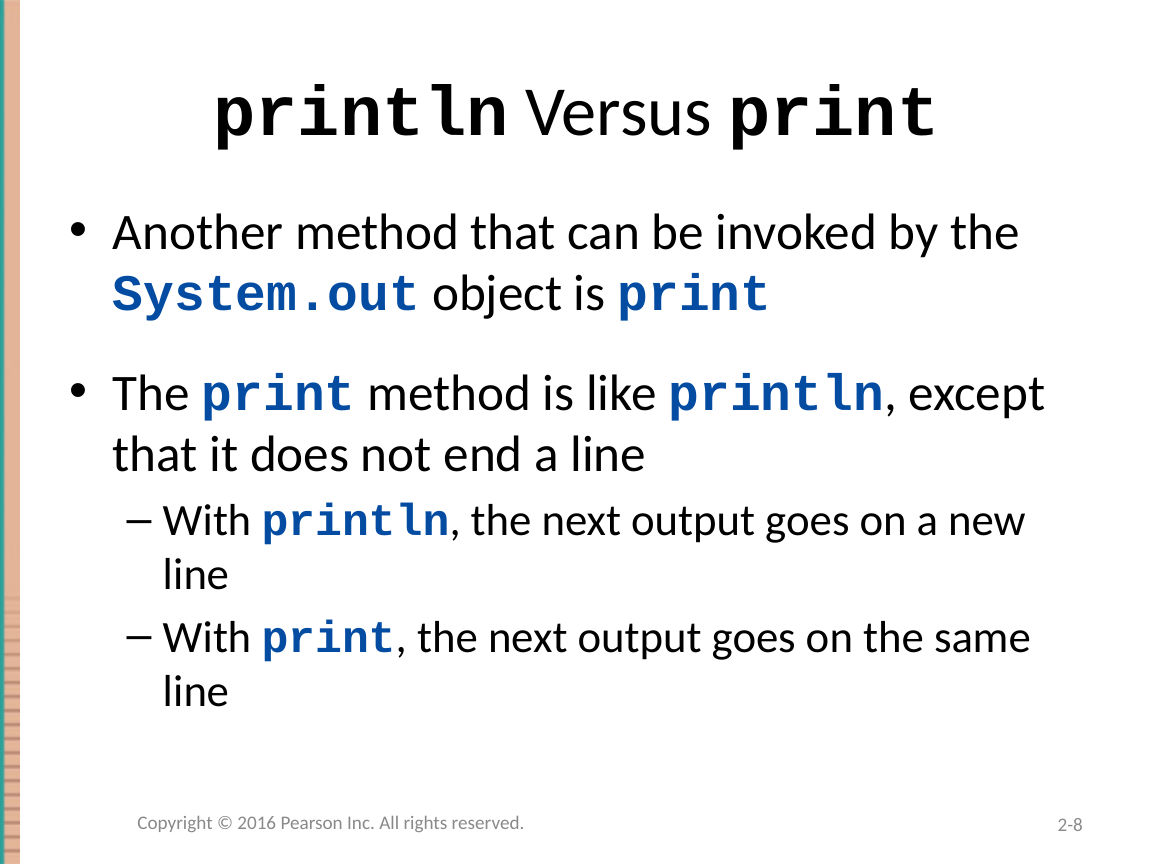 println Versus print
• Another method that can be invoked by the
System.out object is print
• The print method is like println, except
that it does not end a line
– With println, the next output goes on a new
line
– With print, the next output goes on the same
line
Copyright © 2016 Pearson Inc. All rights reserved.
2-8